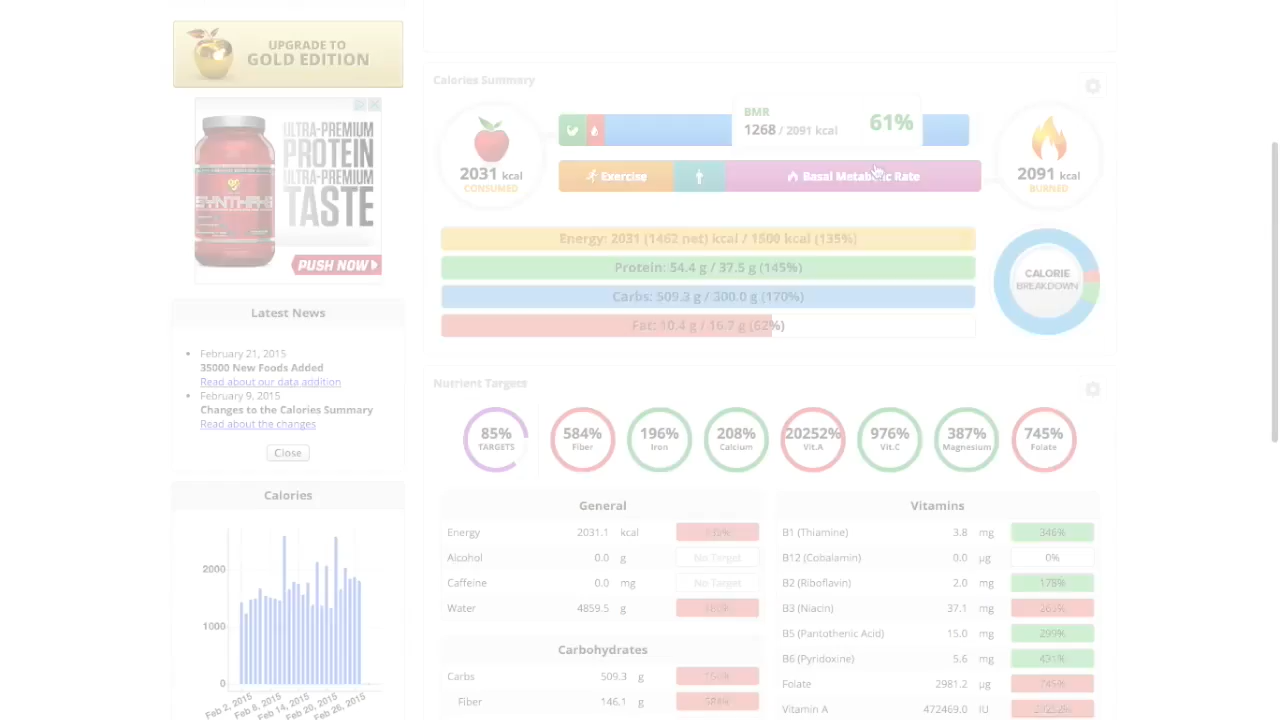 UPGRADE TO
GOLD EDITION
ULTRA-PREMIUM
PROTEIN
ULTRA-PREMIUM
TASTE
SYNTHA-6
PUSH NOW
Latest News
February 21, 2015
35000 New Foods Added
Read about our data addition
February 9, 2015
Changes to the Calories Summary
Read about the changes
Close
Calories
2000
1000
0
Feb 2, 2015
Feb 8, 2015
Feb 14, 2015
Feb 20, 2015
Feb 26, 2015
Calories Summary
2031 kcal
CONSUMED
BMR
1268 / 2091 kcal
61%
Exercise
Basal Metabolic Rate
2091 kcal
BURNED
Energy: 2031 (1462 net) kcal / 1500 kcal (135%)
Protein: 54.4 g / 37.5 g (145%)
Carbs: 509.3 g / 300.0 g (170%)
Fat: 10.4 g / 16.7 g (62%)
CALORIE
BREAKDOWN
Nutrient Targets
85%
TARGETS
584%
Fiber
196%
Iron
208%
Calcium
20252%
Vit.A
976%
Vit.C
387%
Magnesium
745%
Folate
General
Energy 2031.1 kcal 135%
Alcohol 0.0 g No Target
Caffeine 0.0 mg No Target
Water 4859.5 g 180%
Carbohydrates
Carbs 509.3 g
Fiber 146.1 g 584%
Vitamins
B1 (Thiamine) 3.8 mg 346%
B12 (Cobalamin) 0.0 µg 0%
B2 (Riboflavin) 2.0 mg 178%
B3 (Niacin) 37.1 mg 265%
B5 (Pantothenic Acid) 15.0 mg 299%
B6 (Pyridoxine) 5.6 mg 431%
Folate 2981.2 µg 745%
Vitamin A 472469.0 IU 20252%